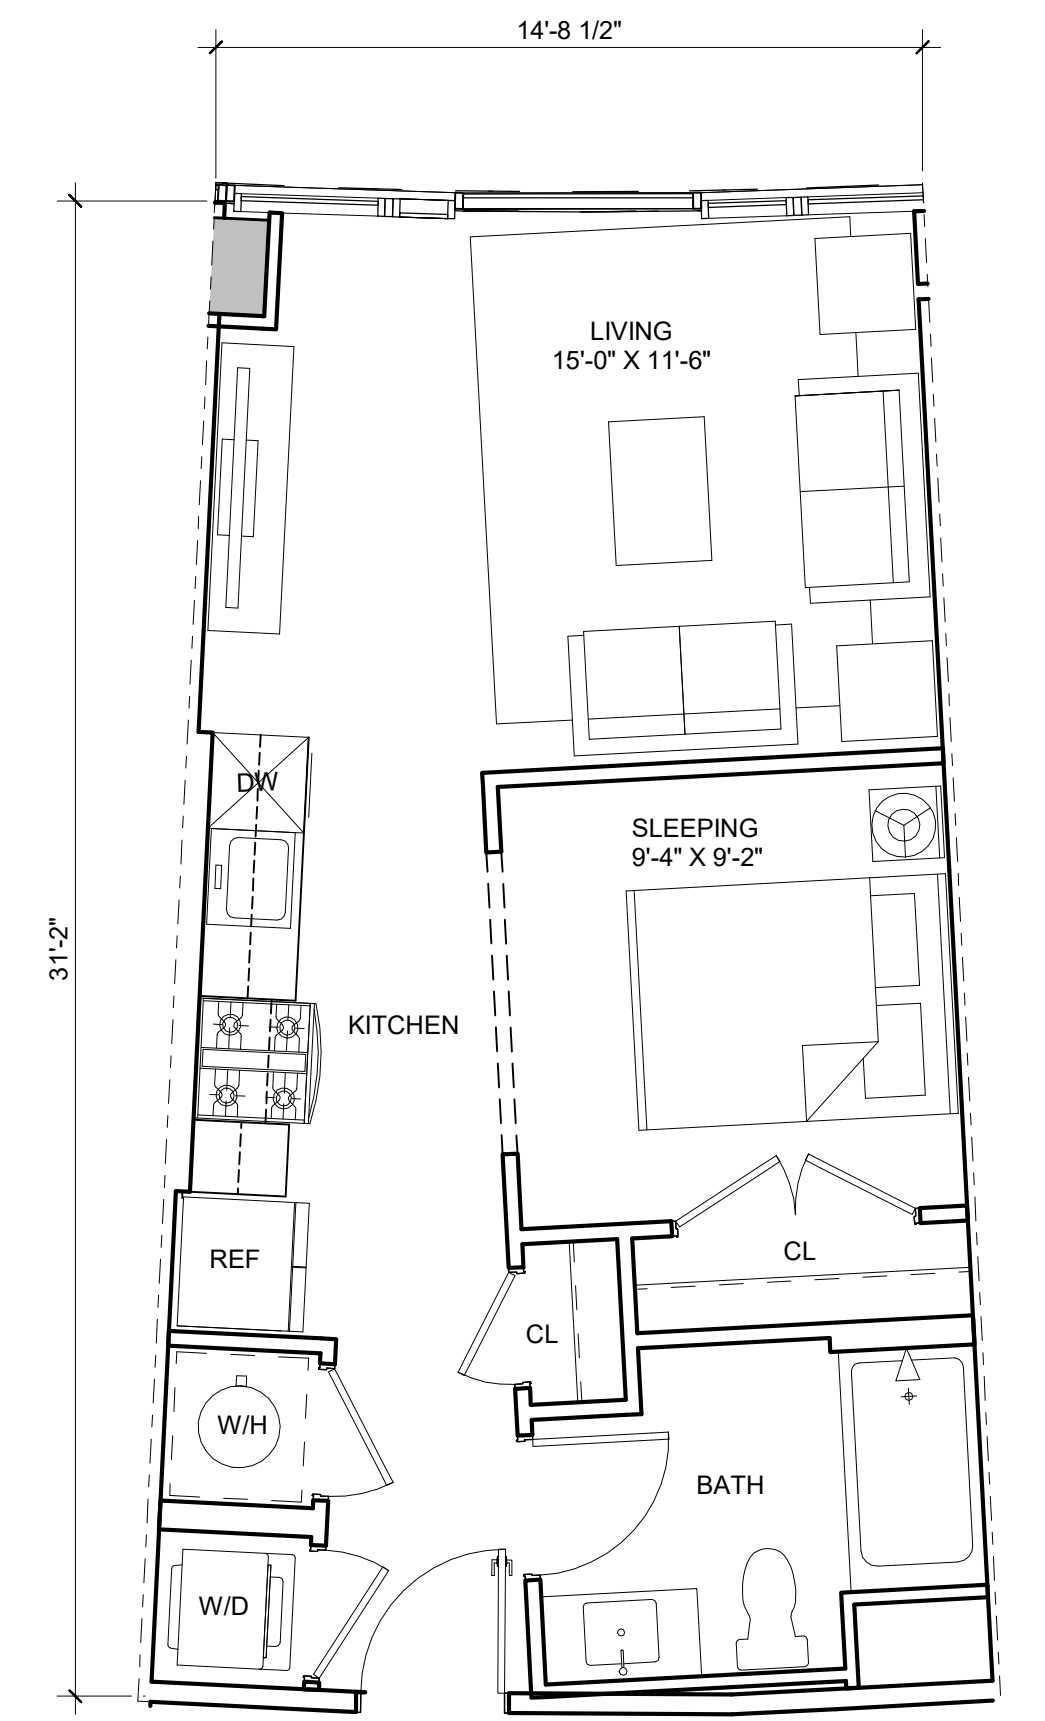 14'-8 1/2"
LIVING
15'-0" X 11'-6"
DW
SLEEPING
9'-4" X 9'-2"
31'-2"
KITCHEN
REF
CL
CL
W/H
BATH
W/D